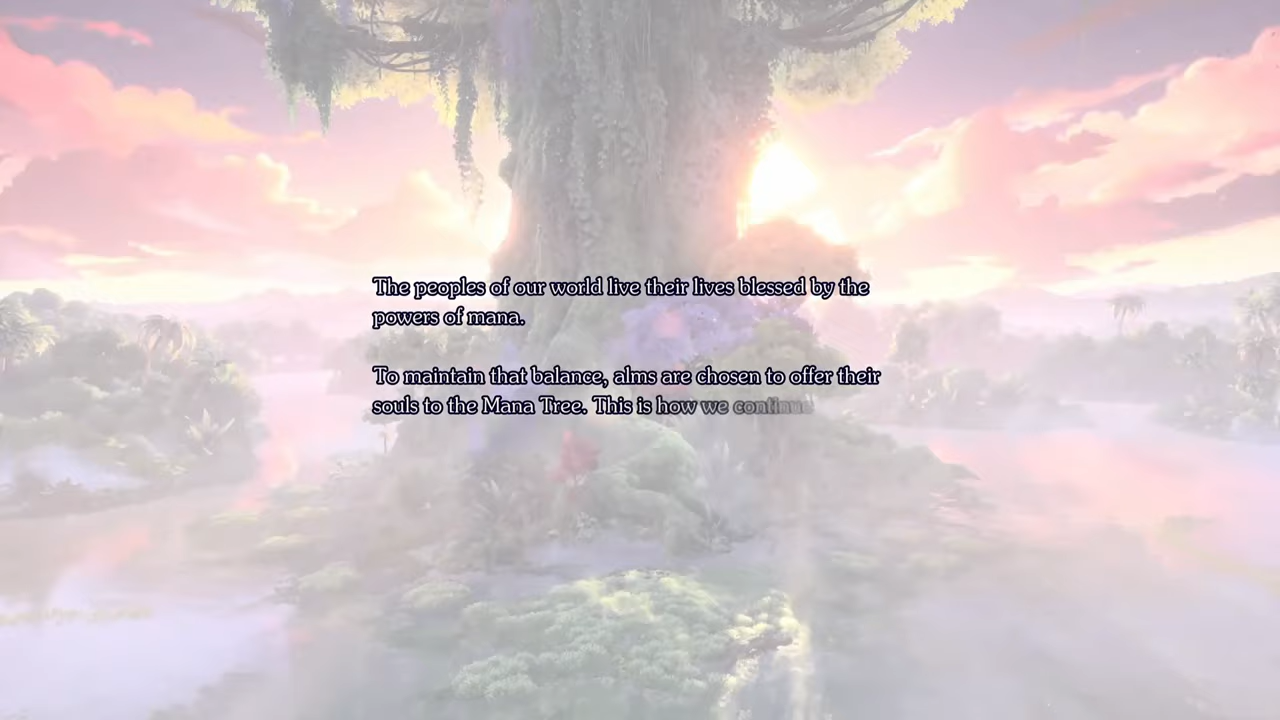 The peoples of our world live their lives blessed by the
powers of mana.
To maintain that balance, alms are chosen to offer their
souls to the Mana Tree. This is how we continue